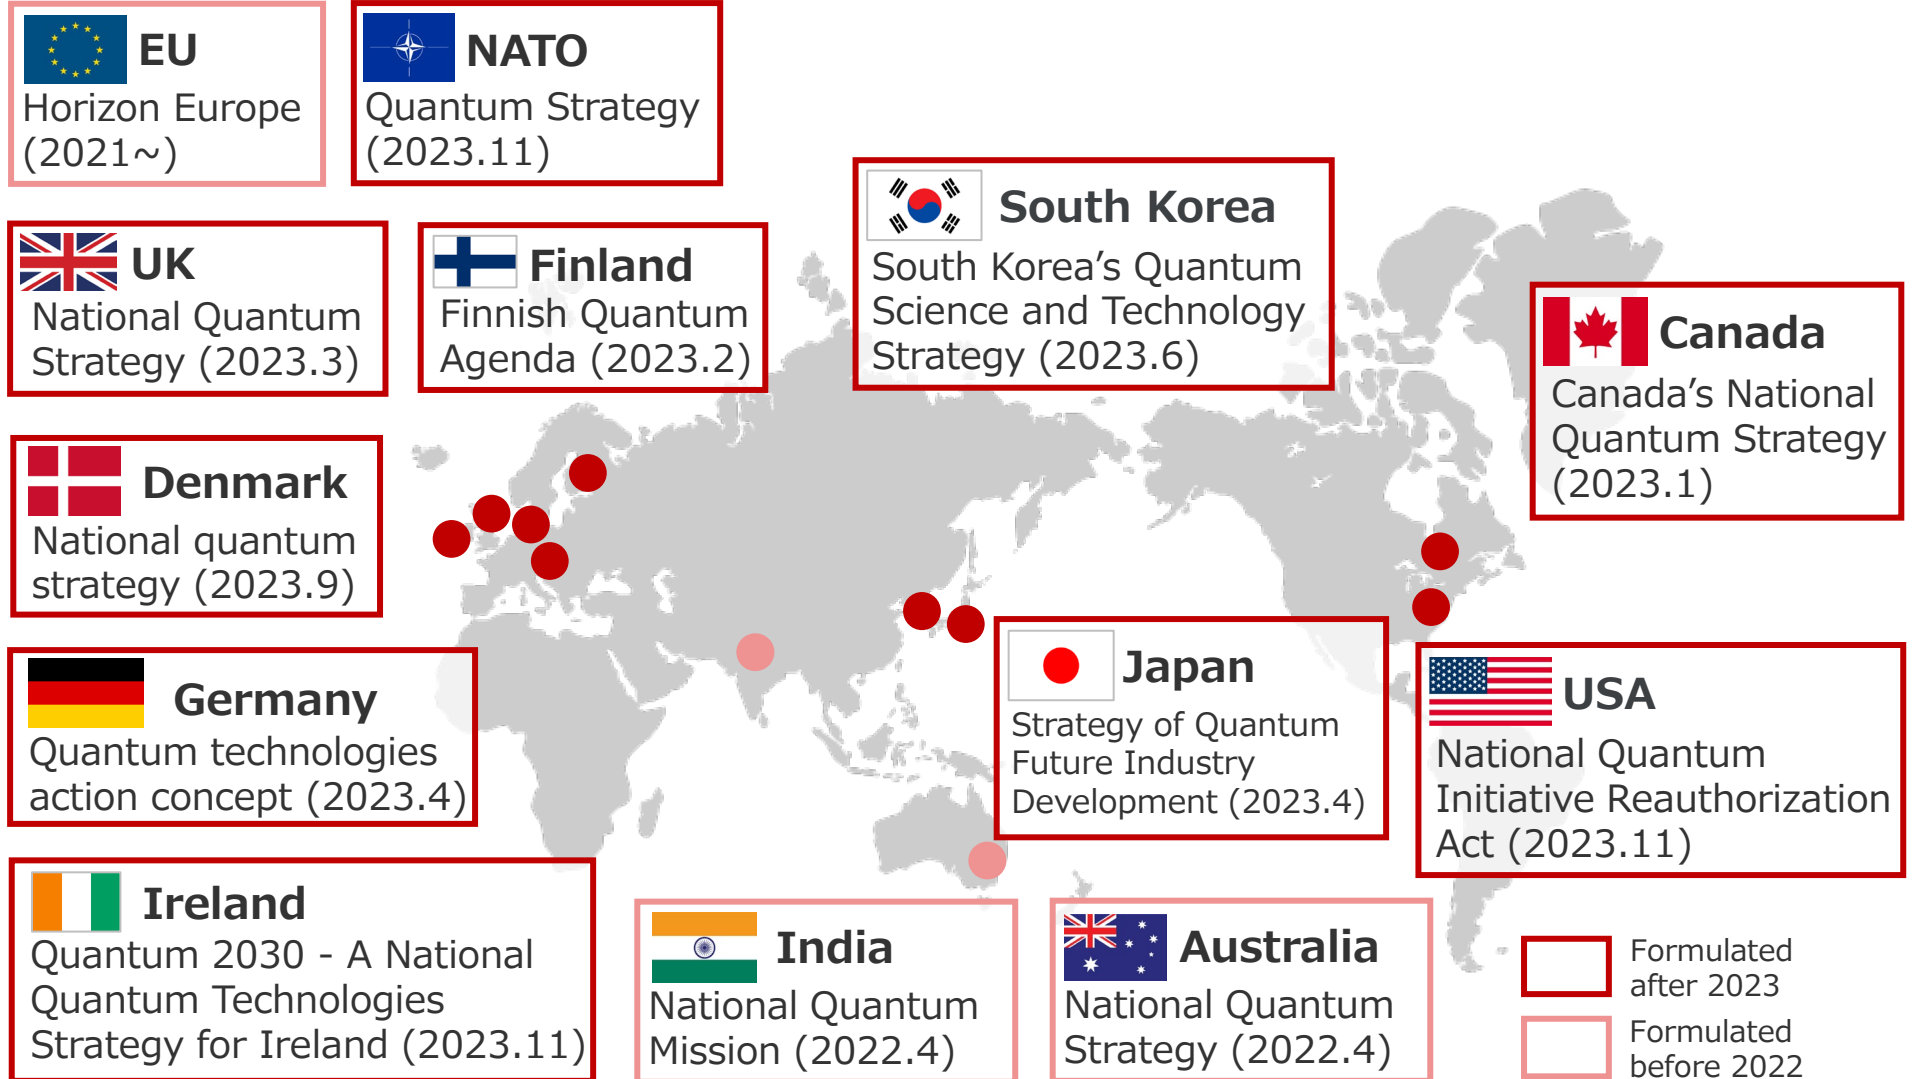 EU
Horizon Europe
(2021~)
NATO
Quantum Strategy
(2023.11)
UK
National Quantum
Strategy (2023.3)
Finland
Finnish Quantum
Agenda (2023.2)
South Korea
South Korea’s Quantum
Science and Technology
Strategy (2023.6)
Canada
Canada’s National
Quantum Strategy
(2023.1)
Denmark
National quantum
strategy (2023.9)
Germany
Quantum technologies
action concept (2023.4)
Japan
Strategy of Quantum
Future Industry
Development (2023.4)
USA
National Quantum
Initiative Reauthorization
Act (2023.11)
Ireland
Quantum 2030 - A National
Quantum Technologies
Strategy for Ireland (2023.11)
India
National Quantum
Mission (2022.4)
Australia
National Quantum
Strategy (2022.4)
Formulated
after 2023
Formulated
before 2022